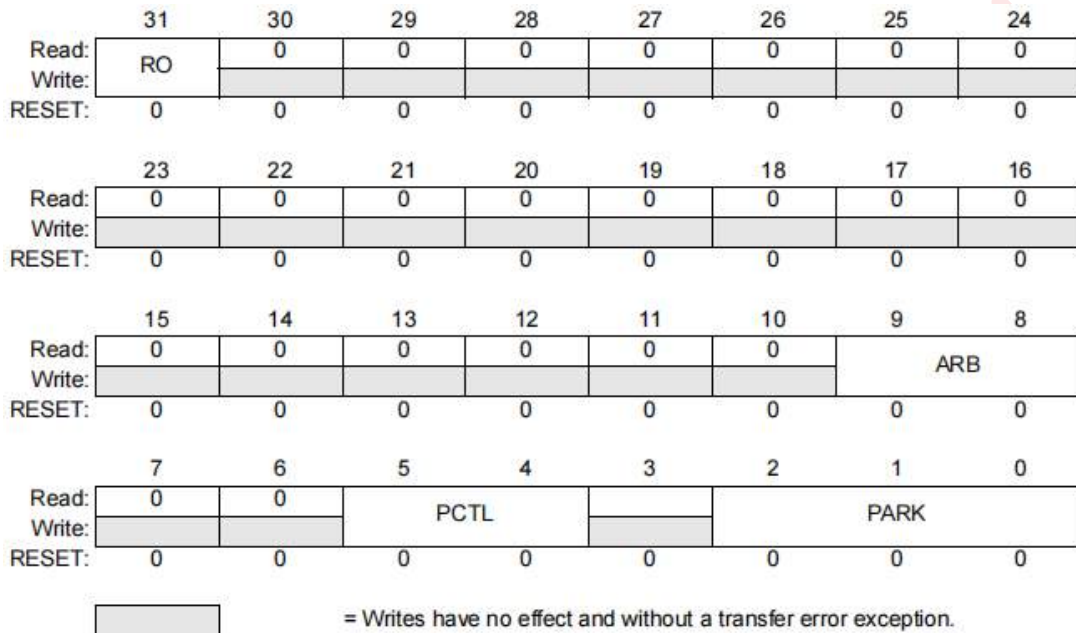 31 30 29 28 27 26 25 24
Read: RO 0 0 0 0 0 0 0
Write:
RESET: 0 0 0 0 0 0 0 0
23 22 21 20 19 18 17 16
Read: 0 0 0 0 0 0 0 0
Write:
RESET: 0 0 0 0 0 0 0 0
15 14 13 12 11 10 9 8
Read: 0 0 0 0 0 0 ARB
Write:
RESET: 0 0 0 0 0 0 0 0
7 6 5 4 3 2 1 0
Read: 0 0 PCTL PARK
Write:
RESET: 0 0 0 0 0 0 0 0
= Writes have no effect and without a transfer error exception.